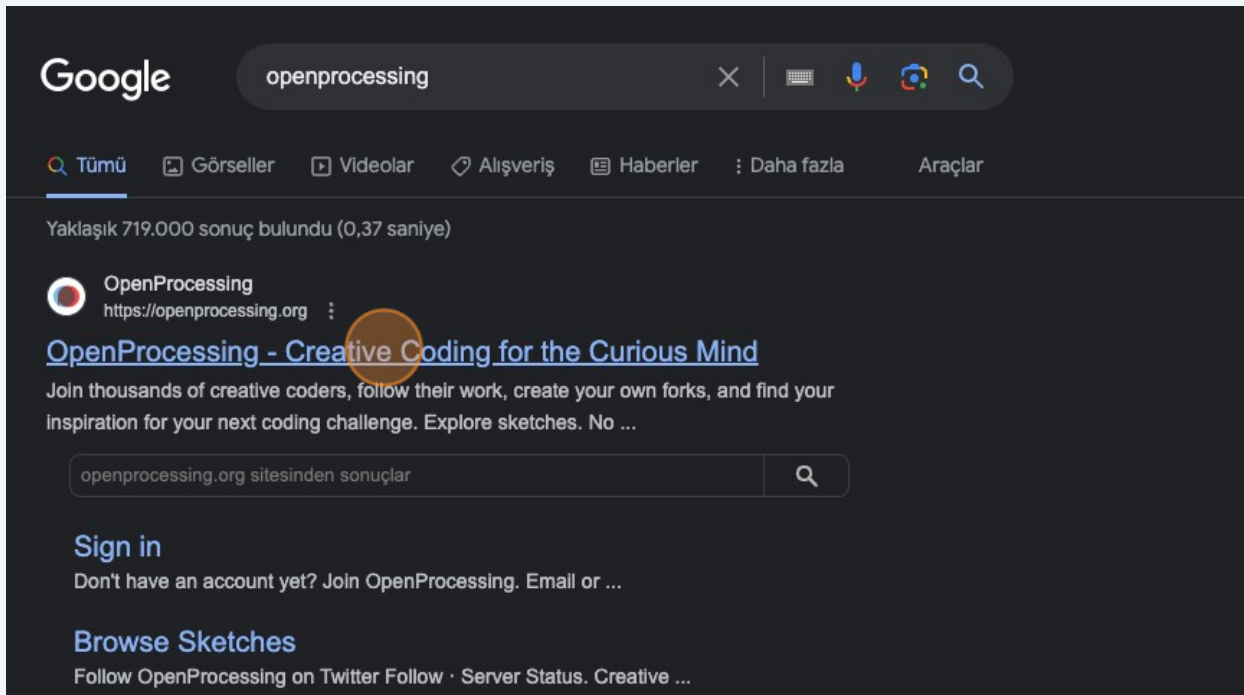 Google
openprocessing
Tümü Görseller Videolar Alışveriş Haberler Daha fazla Araçlar
Yaklaşık 719.000 sonuç bulundu (0,37 saniye)
OpenProcessing
https://openprocessing.org
OpenProcessing - Creative Coding for the Curious Mind
Join thousands of creative coders, follow their work, create your own forks, and find your
inspiration for your next coding challenge. Explore sketches. No ...
openprocessing.org sitesinden sonuçlar
Sign in
Don't have an account yet? Join OpenProcessing. Email or ...
Browse Sketches
Follow OpenProcessing on Twitter Follow · Server Status. Creative ...